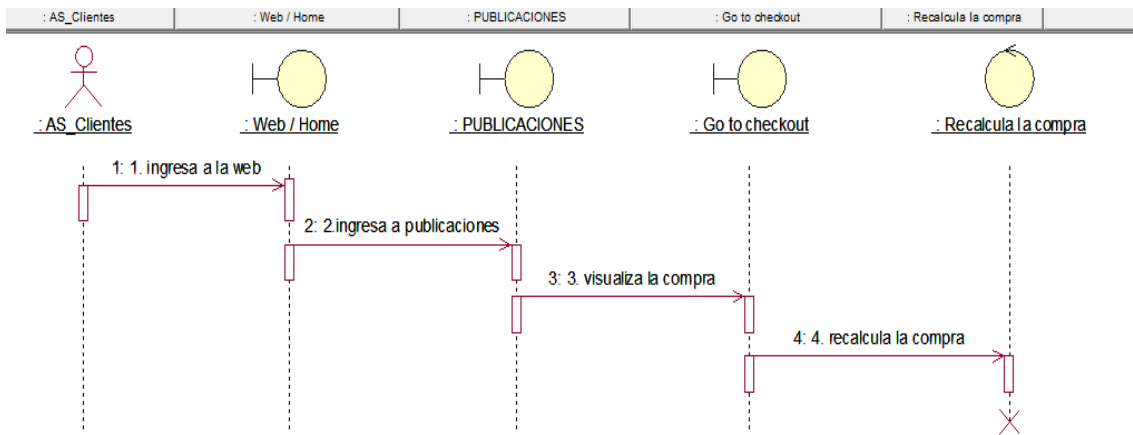 : AS_Clientes
: Web / Home
: PUBLICACIONES
: Go to checkout
: Recalcula la compra
: AS_Clientes
: Web / Home
: PUBLICACIONES
: Go to checkout
: Recalcula la compra
1: 1. ingresa a la web
2: 2.ingresa a publicaciones
3: 3. visualiza la compra
4: 4. recalcula la compra